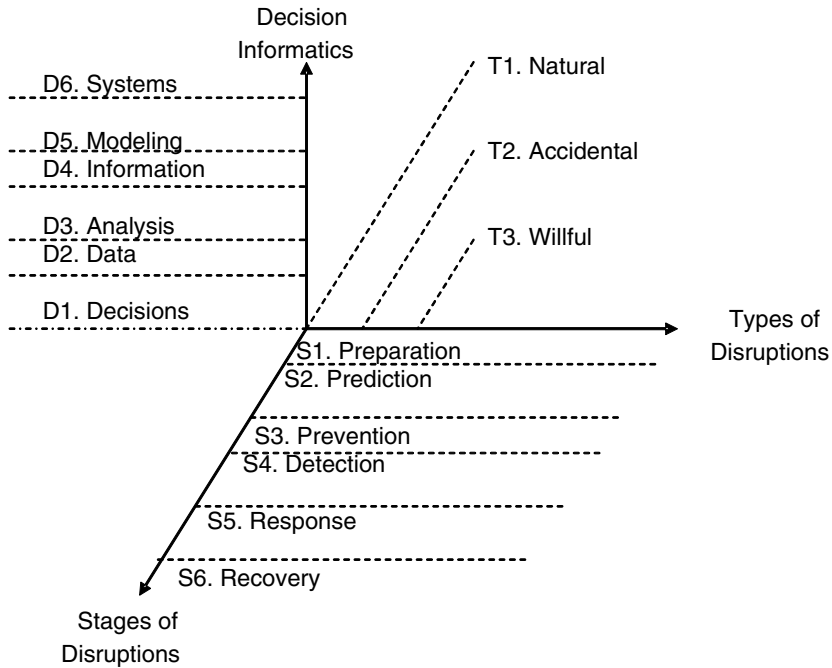 Decision
Informatics
D6. Systems
D5. Modeling
D4. Information
D3. Analysis
D2. Data
D1. Decisions
T1. Natural
T2. Accidental
T3. Willful
Types of
Disruptions
S1. Preparation
S2. Prediction
S3. Prevention
S4. Detection
S5. Response
S6. Recovery
Stages of
Disruptions